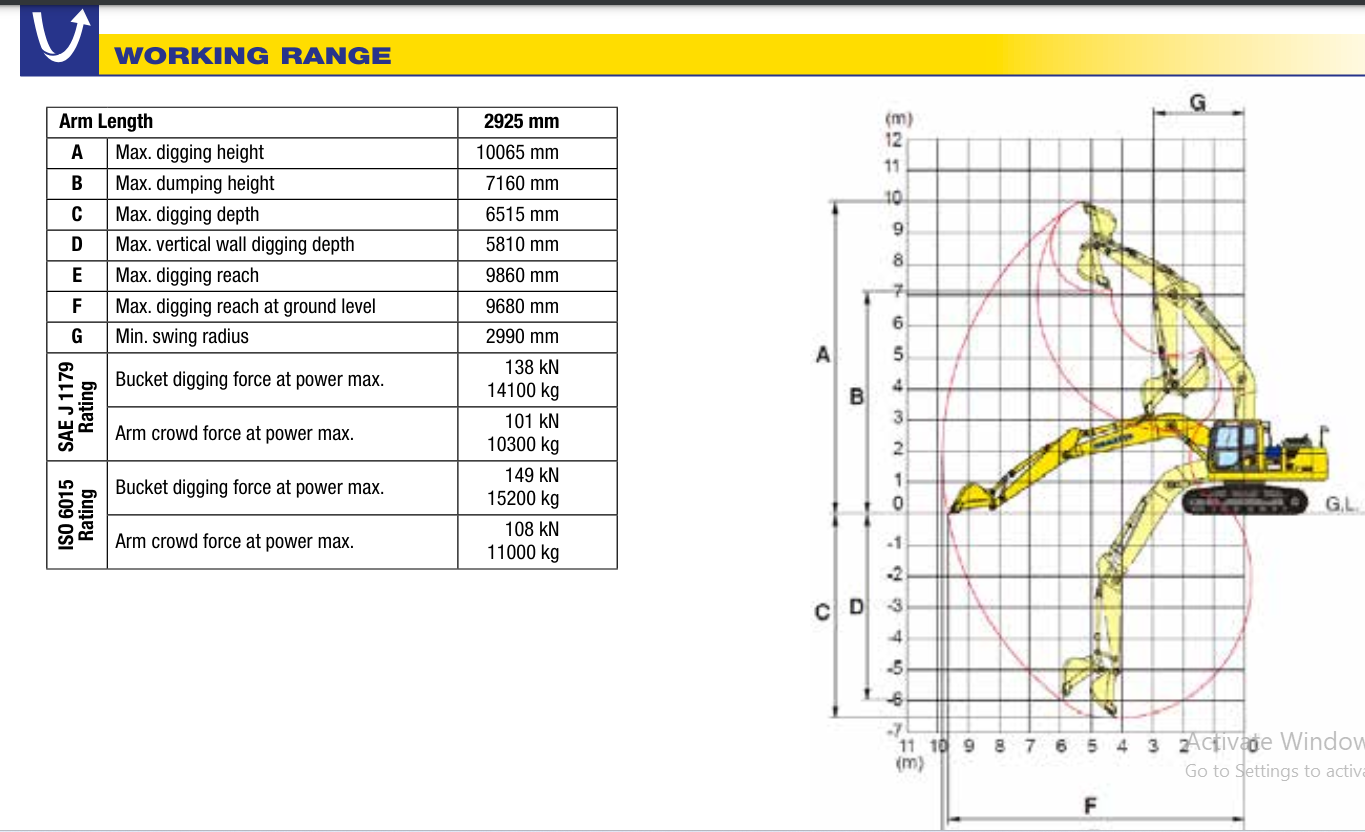 WORKING RANGE
Arm Length 2925 mm
A Max. digging height 10065 mm
B Max. dumping height 7160 mm
C Max. digging depth 6515 mm
D Max. vertical wall digging depth 5810 mm
E Max. digging reach 9860 mm
F Max. digging reach at ground level 9680 mm
G Min. swing radius 2990 mm
SAE J 1179
Rating
Bucket digging force at power max. 138 kN
14100 kg
Arm crowd force at power max. 101 kN
10300 kg
ISO 6015
Rating
Bucket digging force at power max. 149 kN
15200 kg
Arm crowd force at power max. 108 kN
11000 kg
G
(m)
12
11
10
9
8
7
6
5
4
3
2
1
0
-1
-2
-3
-4
-5
-6
-7
A
B
C
D
KOMATSU
G.L.
11 10 9 8 7 6 5 4 3 2 1 0
(m)
F
Activate Window
Go to Settings to activa